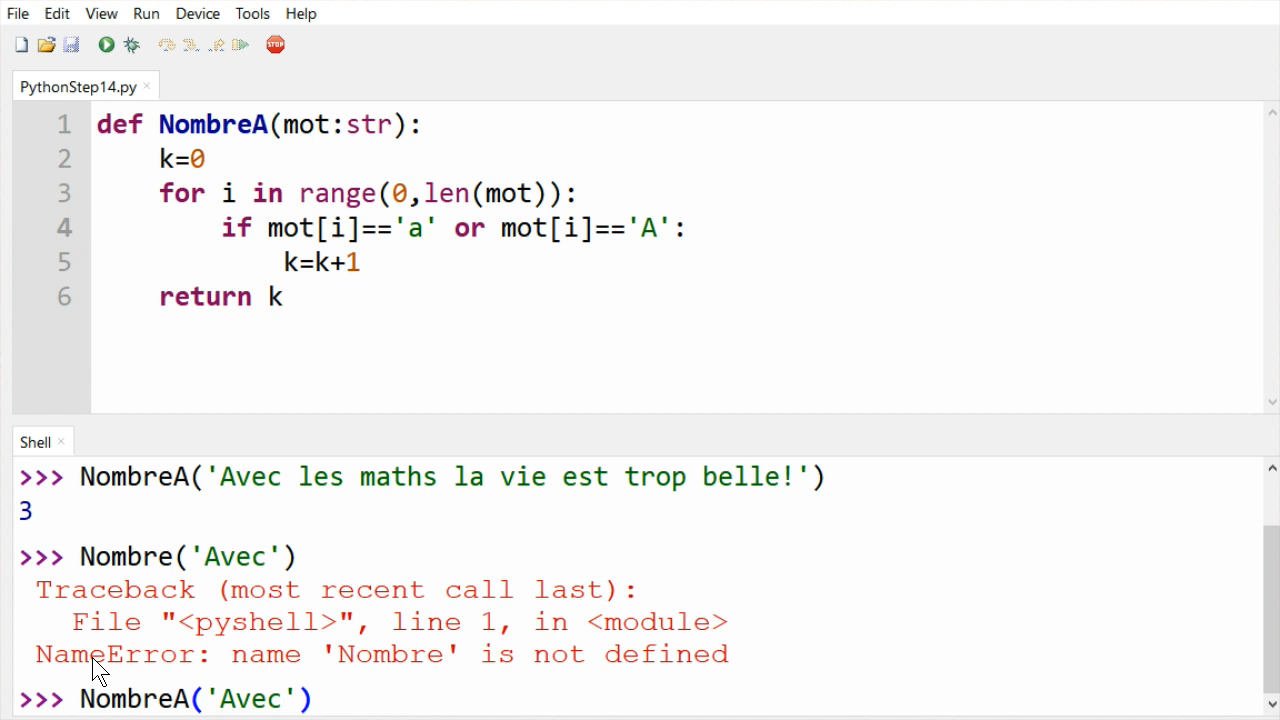 File Edit View Run Device Tools Help
STOP
PythonStep14.py ×
1 def NombreA(mot:str):
2     k=0
3     for i in range(0,len(mot)):
4         if mot[i]=='a' or mot[i]=='A':
5             k=k+1
6     return k
Shell ×
>>> NombreA('Avec les maths la vie est trop belle!')
3
>>> Nombre('Avec')
Traceback (most recent call last):
  File "<pyshell>", line 1, in <module>
NameError: name 'Nombre' is not defined
>>> NombreA('Avec')